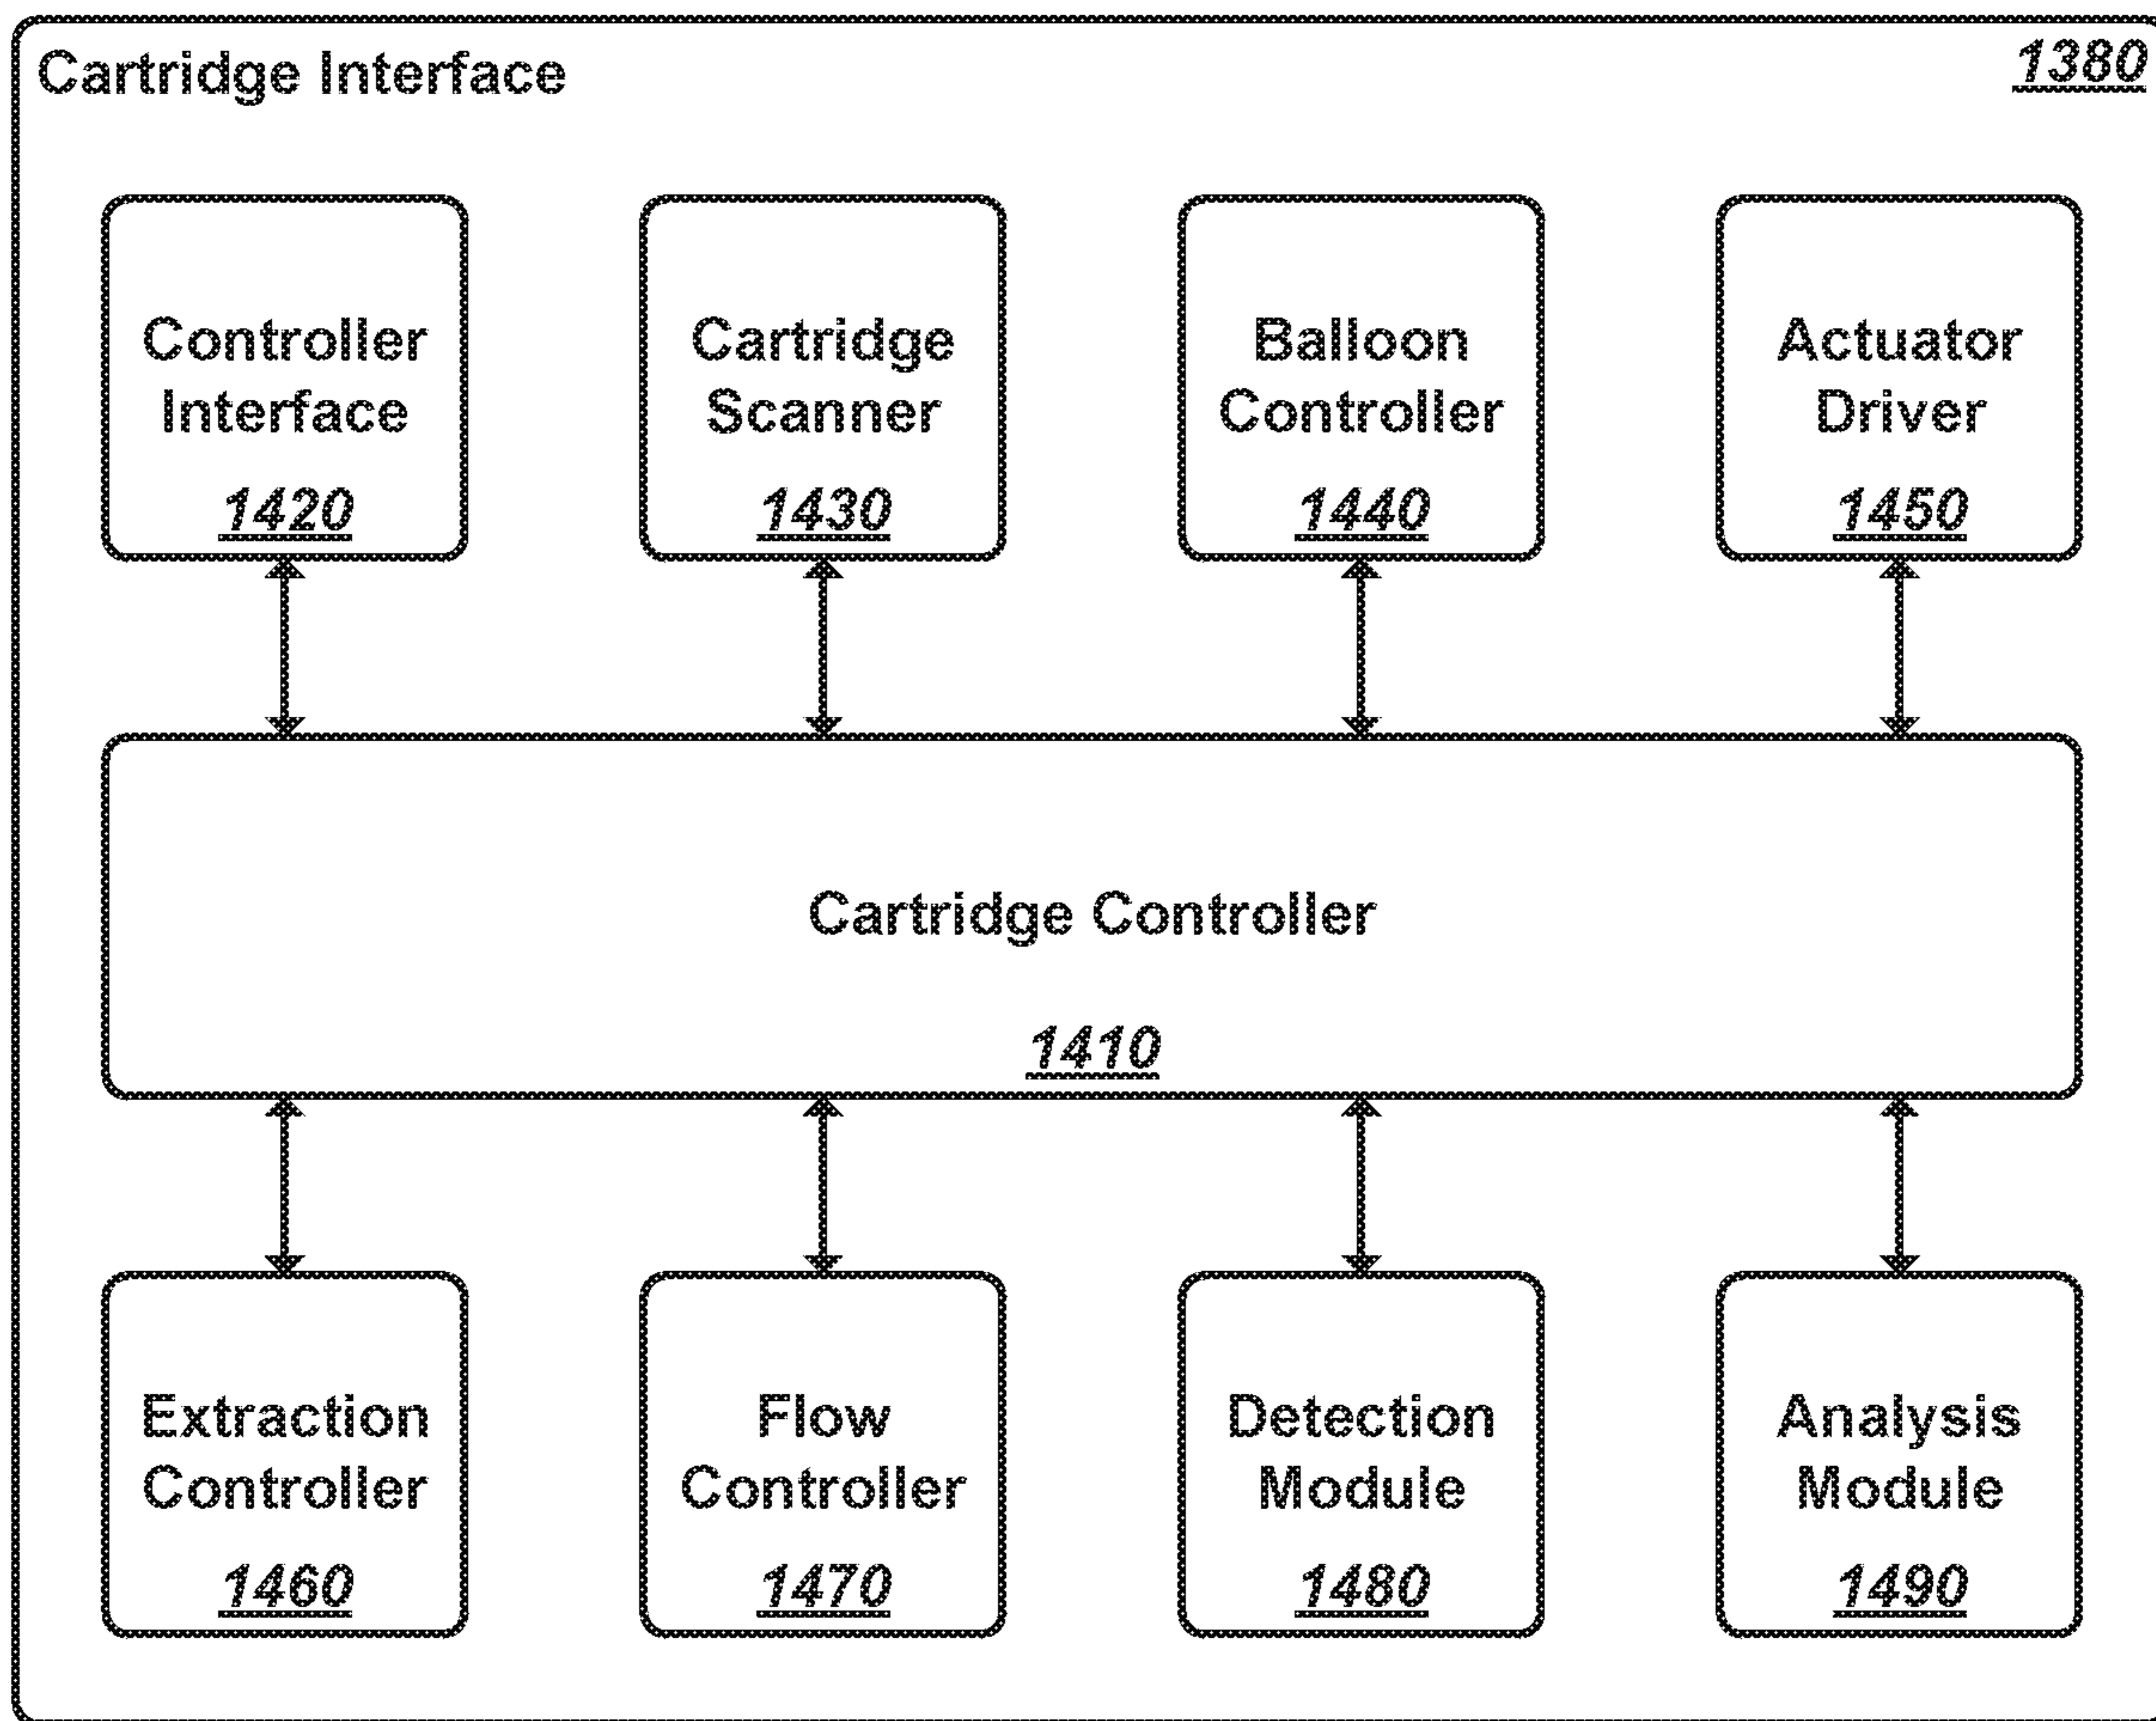 Cartridge Interface
1380
Controller
Interface
1420
Cartridge
Scanner
1430
Balloon
Controller
1440
Actuator
Driver
1450
Cartridge Controller
1410
Extraction
Controller
1460
Flow
Controller
1470
Detection
Module
1480
Analysis
Module
1490